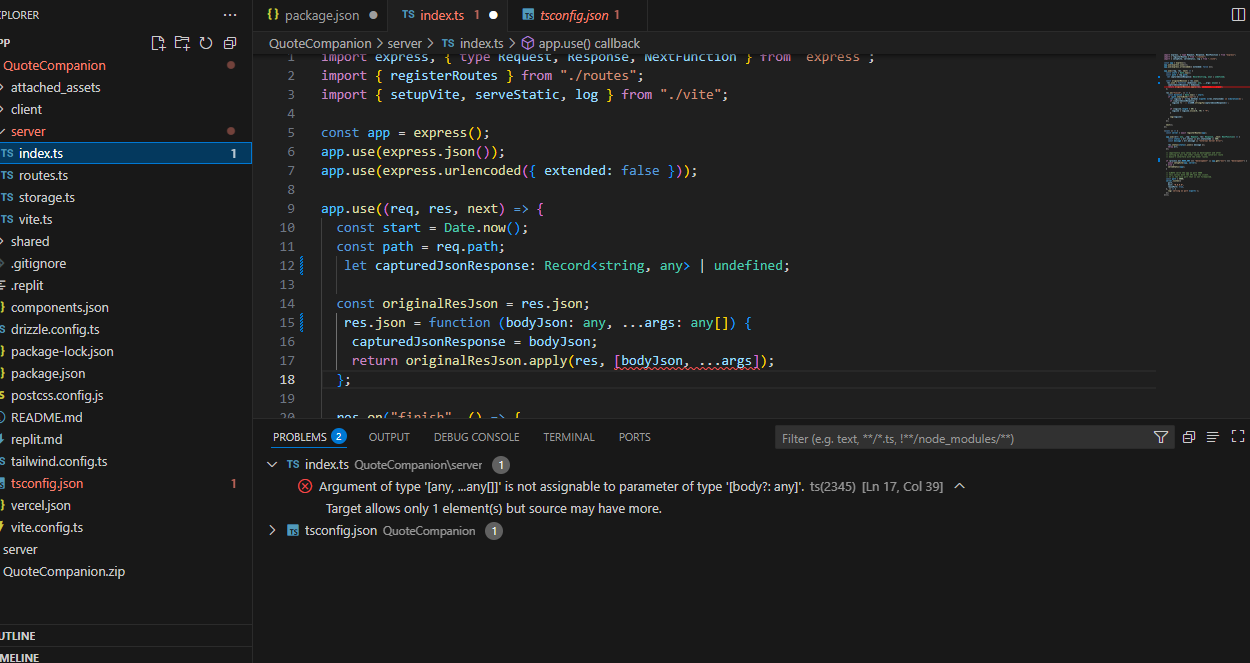 PLORER
···
PP
QuoteCompanion
attached_assets
client
server
TS index.ts 1
TS routes.ts
TS storage.ts
TS vite.ts
shared
.gitignore
.replit
components.json
drizzle.config.ts
package-lock.json
package.json
postcss.config.js
README.md
replit.md
tailwind.config.ts
tsconfig.json 1
vercel.json
vite.config.ts
server
QuoteCompanion.zip
UTLINE
MELINE
{} package.json ● TS index.ts 1 ● TS tsconfig.json 1
QuoteCompanion > server > TS index.ts > app.use() callback
1 import express, { type Request, Response, NextFunction } from "express";
2 import { registerRoutes } from "./routes";
3 import { setupVite, serveStatic, log } from "./vite";
4
5 const app = express();
6 app.use(express.json());
7 app.use(express.urlencoded({ extended: false }));
8
9 app.use((req, res, next) => {
10 const start = Date.now();
11 const path = req.path;
12 let capturedJsonResponse: Record<string, any> | undefined;
13
14 const originalResJson = res.json;
15 res.json = function (bodyJson: any, ...args: any[]) {
16 capturedJsonResponse = bodyJson;
17 return originalResJson.apply(res, [bodyJson, ...args]);
18 };
19
20 res.on("finish", () => {
PROBLEMS 2 OUTPUT DEBUG CONSOLE TERMINAL PORTS Filter (e.g. text, **/*.ts, !**/node_modules/**)
TS index.ts QuoteCompanion\server 1
Argument of type '[any, ...any[]]' is not assignable to parameter of type '[body?: any]'. ts(2345) [Ln 17, Col 39]
Target allows only 1 element(s) but source may have more.
TS tsconfig.json QuoteCompanion 1